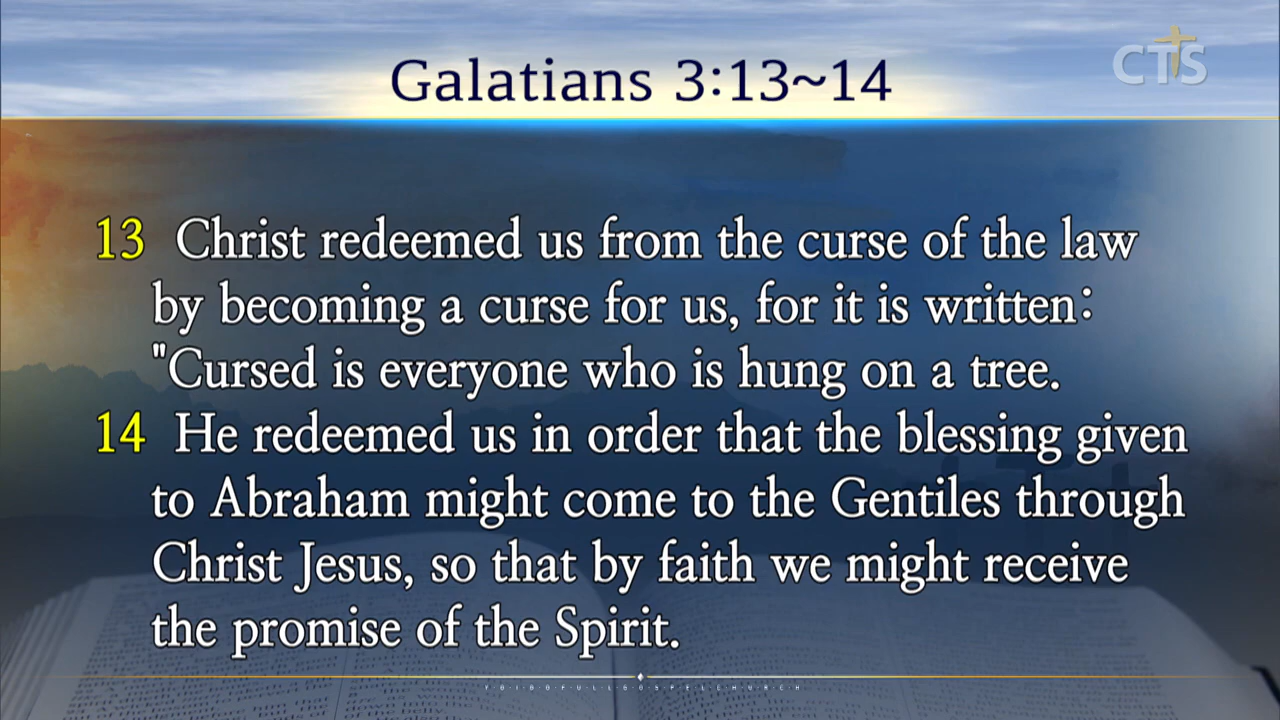 Galatians 3:13~14
CTS
13 Christ redeemed us from the curse of the law
by becoming a curse for us, for it is written:
"Cursed is everyone who is hung on a tree.
14 He redeemed us in order that the blessing given
to Abraham might come to the Gentiles through
Christ Jesus, so that by faith we might receive
the promise of the Spirit.
Y·O·I·D·O·F·U·L·L·G·O·S·P·E·L·C·H·U·R·C·H